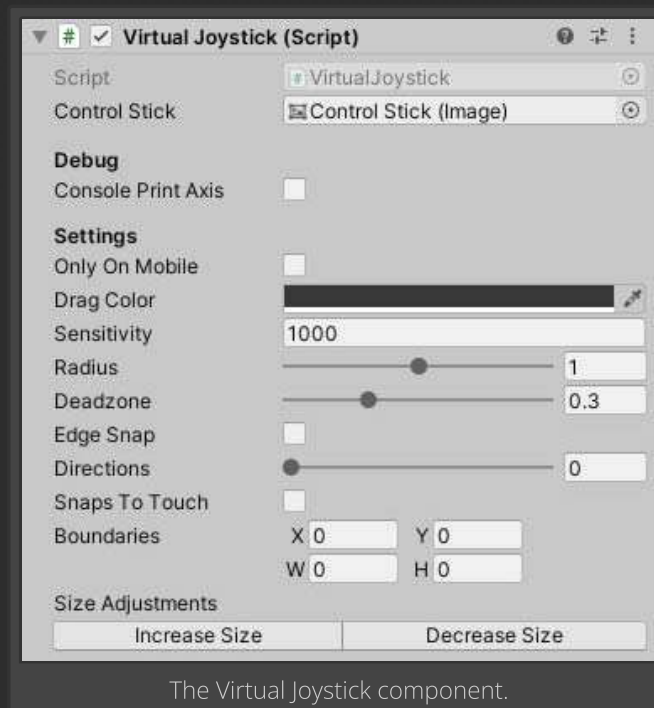 Virtual Joystick (Script)
Script VirtualJoystick
Control Stick Control Stick (Image)
Debug
Console Print Axis
Settings
Only On Mobile
Drag Color
Sensitivity 1000
Radius 1
Deadzone 0.3
Edge Snap
Directions 0
Snaps To Touch
Boundaries X 0 Y 0
W 0 H 0
Size Adjustments
Increase Size Decrease Size
The Virtual Joystick component.